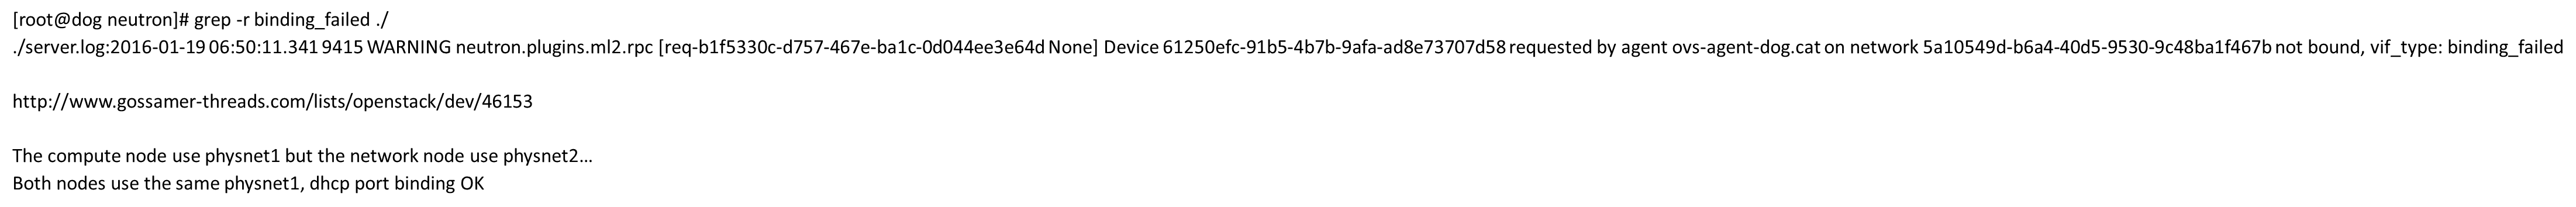 [root@dog neutron]# grep -r binding_failed ./
./server.log:2016-01-19 06:50:11.341 9415 WARNING neutron.plugins.ml2.rpc [req-b1f5330c-d757-467e-ba1c-0d044ee3e64d None] Device 61250efc-91b5-4b7b-9afa-ad8e73707d58 requested by agent ovs-agent-dog.cat on network 5a10549d-b6a4-40d5-9530-9c48ba1f467b not bound, vif_type: binding_failed
http://www.gossamer-threads.com/lists/openstack/dev/46153
The compute node use physnet1 but the network node use physnet2...
Both nodes use the same physnet1, dhcp port binding OK